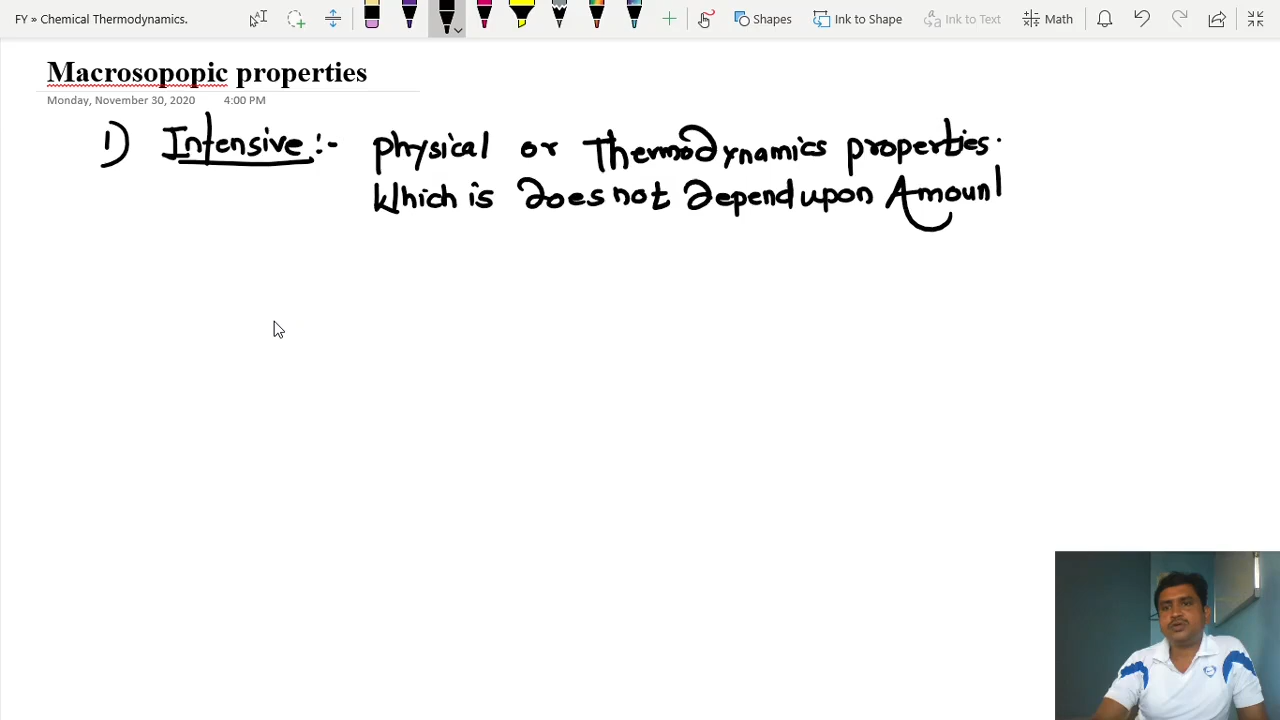 FY » Chemical Thermodynamics.
Shapes
Ink to Shape
Ink to Text
Math
Macrosopopic properties
Monday, November 30, 2020 4:00 PM
1) Intensive :- physical or Thermodynamics properties.
Which is does not depend upon Amount